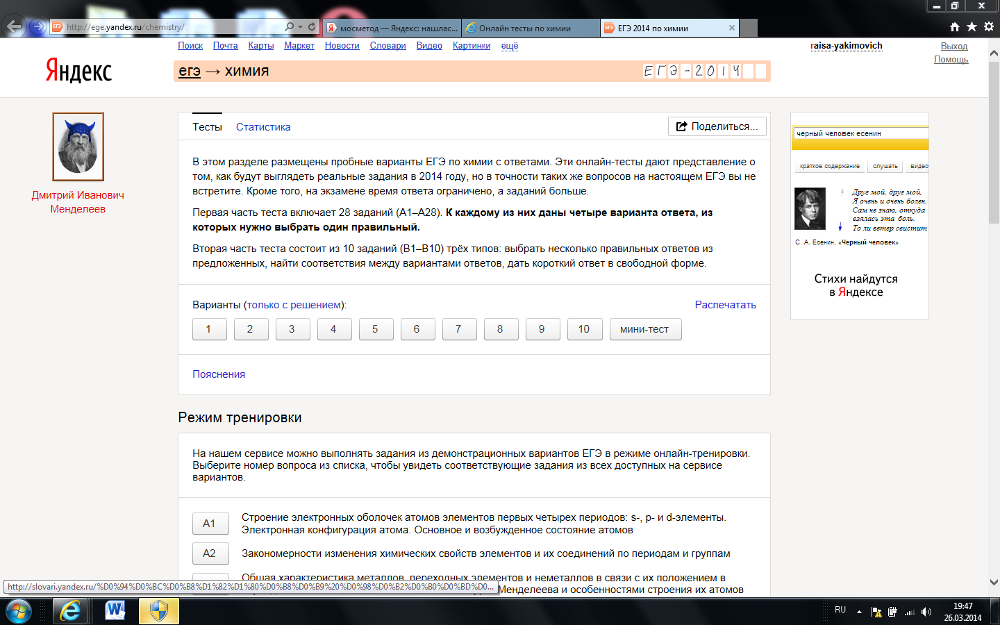 http://ege.yandex.ru/chemistry/
мосметод — Яндекс: нашлас...
Онлайн тесты по химии
ЕГЭ 2014 по химии
Поиск Почта Карты Маркет Новости Словари Видео Картинки ещё
raisa-yakimovich
Выход
Помощь
Яндекс
егэ → химия
ЕГЭ-2014
Дмитрий Иванович
Менделеев
Тесты Статистика
Поделиться...
В этом разделе размещены пробные варианты ЕГЭ по химии с ответами. Эти онлайн-тесты дают представление о
том, как будут выглядеть реальные задания в 2014 году, но в точности таких же вопросов на настоящем ЕГЭ вы не
встретите. Кроме того, на экзамене время ответа ограничено, а заданий больше.
Первая часть теста включает 28 заданий (А1–А28). К каждому из них даны четыре варианта ответа, из
которых нужно выбрать один правильный.
Вторая часть теста состоит из 10 заданий (В1–В10) трёх типов: выбрать несколько правильных ответов из
предложенных, найти соответствия между вариантами ответов, дать короткий ответ в свободной форме.
Варианты (только с решением):
Распечатать
1 2 3 4 5 6 7 8 9 10 мини-тест
Пояснения
черный человек есенин
краткое содержание слушать видео
Друг мой, друг мой,
Я очень и очень болен.
Сам не знаю, откуда
взялась эта боль.
То ли ветер свистит
С. А. Есенин, «Черный человек»
Стихи найдутся
в Яндексе
Режим тренировки
На нашем сервисе можно выполнять задания из демонстрационных вариантов ЕГЭ в режиме онлайн-тренировки.
Выберите номер вопроса из списка, чтобы увидеть соответствующие задания из всех доступных на сервисе
вариантов.
А1
Строение электронных оболочек атомов элементов первых четырех периодов: s-, p- и d-элементы.
Электронная конфигурация атома. Основное и возбужденное состояние атомов
А2
Закономерности изменения химических свойств элементов и их соединений по периодам и группам
Общая характеристика металлов, переходных элементов и неметаллов в связи с их положением в
Менделеева и особенностями строения их атомов
http://slovari.yandex.ru/%D0%94%D0%BC%D0%B8%D1%82%D1%80%D0%B8%D0%B9%20%D0%98%D0%B2%D0%B0%D0%BD%D0...
RU
19:47
26.03.2014